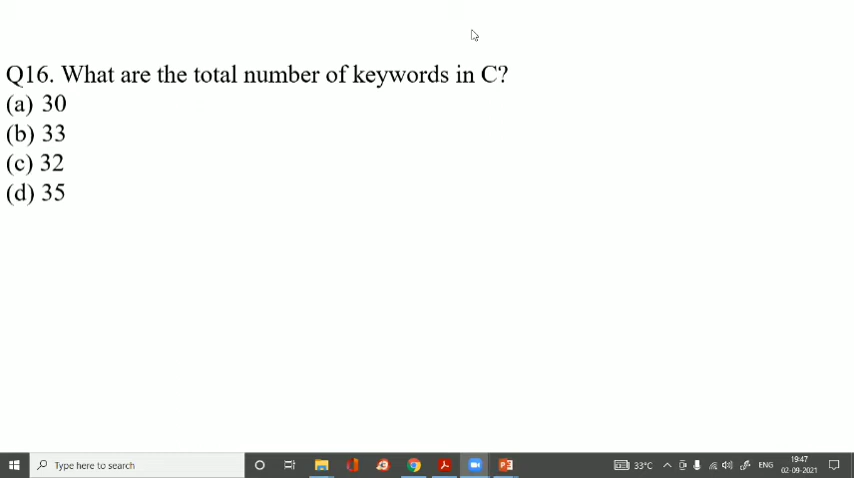 Q16. What are the total number of keywords in C?
(a) 30
(b) 33
(c) 32
(d) 35
Type here to search
33°C
ENG
19:47
02-09-2021